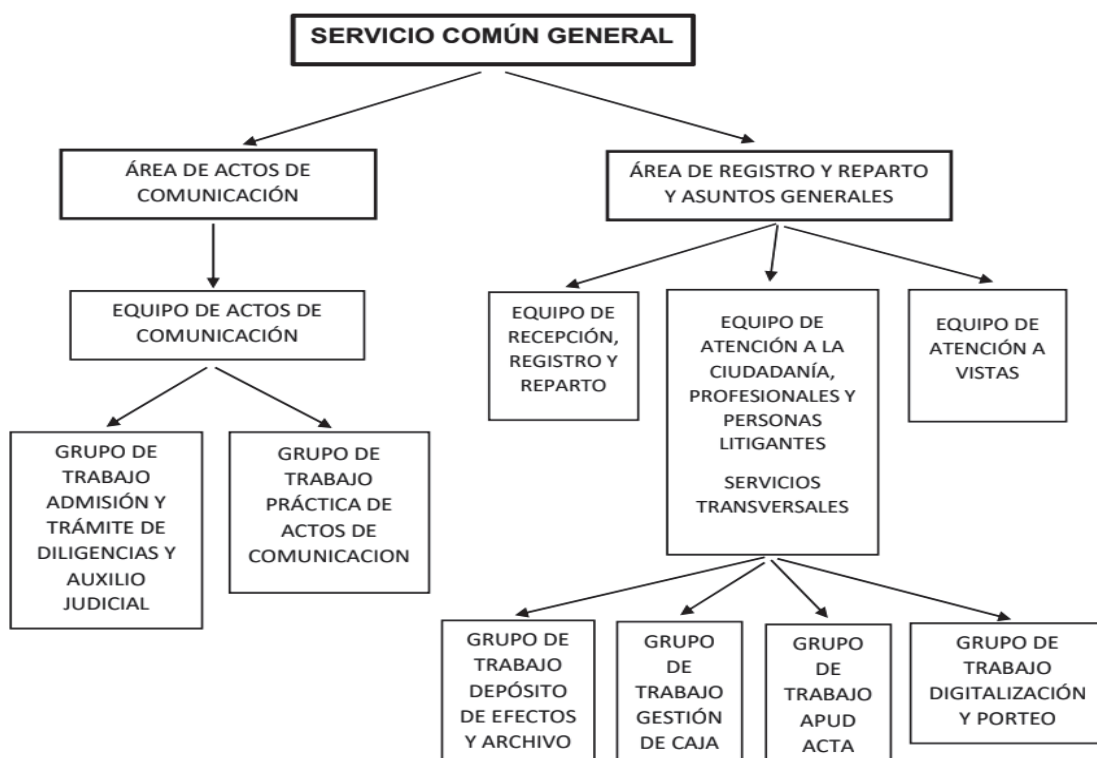 SERVICIO COMÚN GENERAL
ÁREA DE ACTOS DE
COMUNICACIÓN
ÁREA DE REGISTRO Y REPARTO
Y ASUNTOS GENERALES
EQUIPO DE ACTOS DE
COMUNICACIÓN
EQUIPO DE
RECEPCIÓN,
REGISTRO Y
REPARTO
EQUIPO DE
ATENCIÓN A LA
CIUDADANÍA,
PROFESIONALES Y
PERSONAS
LITIGANTES
SERVICIOS
TRANSVERSALES
EQUIPO DE
ATENCIÓN A
VISTAS
GRUPO DE
TRABAJO
ADMISIÓN Y
TRÁMITE DE
DILIGENCIAS Y
AUXILIO
JUDICIAL
GRUPO DE
TRABAJO
PRÁCTICA DE
ACTOS DE
COMUNICACION
GRUPO DE
TRABAJO
DEPÓSITO
DE EFECTOS
Y ARCHIVO
GRUPO
DE
TRABAJO
GESTIÓN
DE CAJA
GRUPO
DE
TRABAJO
APUD
ACTA
GRUPO DE
TRABAJO
DIGITALIZACIÓN
Y PORTEO